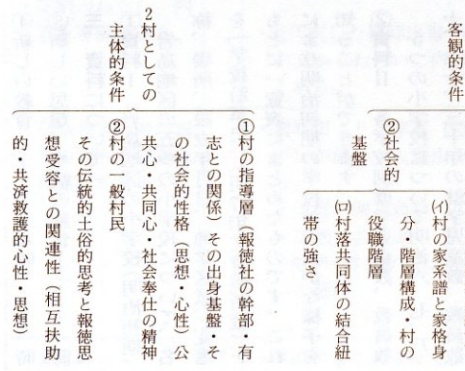 客観的条件
②社会的
基盤
(イ)村の家系譜と家格身
分・階層構成・村の
役職階層
(ロ)村落共同体の結合紐
帯の強さ
2村としての
主体的条件
①村の指導層（報徳社の幹部・有
志との関係）その出身基盤・そ
の社会的性格（思想・心性）公
共心・共同心・社会奉仕の精神
②村の一般村民
その伝統的土俗的思考と報徳思
想受容との関連性（相互扶助
的・共済救護的心性・思想）